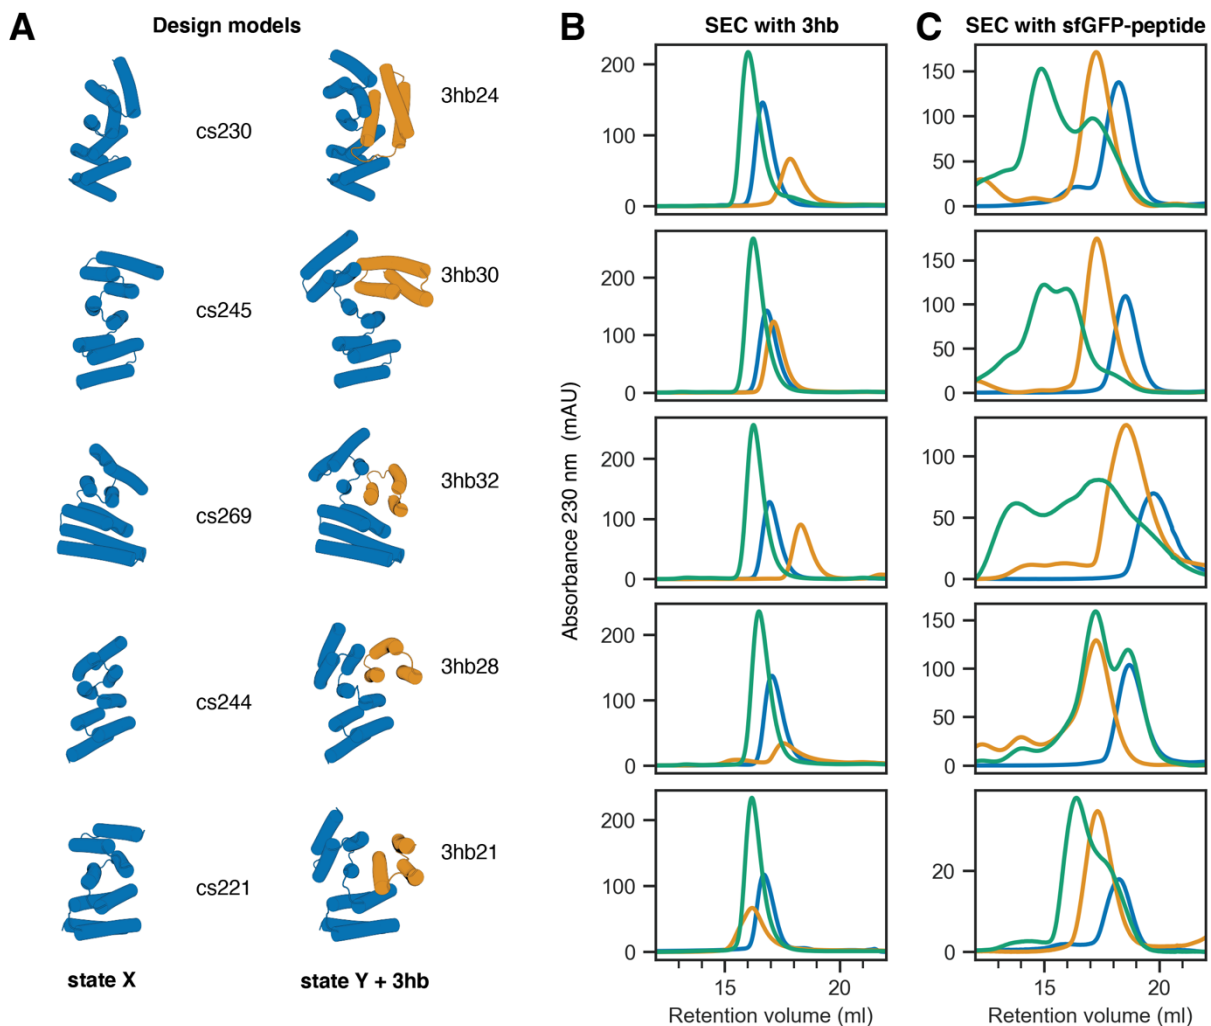 A
Design models
cs230
3hb24
cs245
3hb30
cs269
3hb32
cs244
3hb28
cs221
3hb21
state X
state Y + 3hb
B
SEC with 3hb
Absorbance 230 nm (mAU)
200
100
0
200
100
0
200
100
0
200
100
0
200
100
0
15
20
Retention volume (ml)
C
SEC with sfGFP-peptide
150
100
50
0
150
100
50
0
100
50
0
150
100
50
0
20
0
15
20
Retention volume (ml)